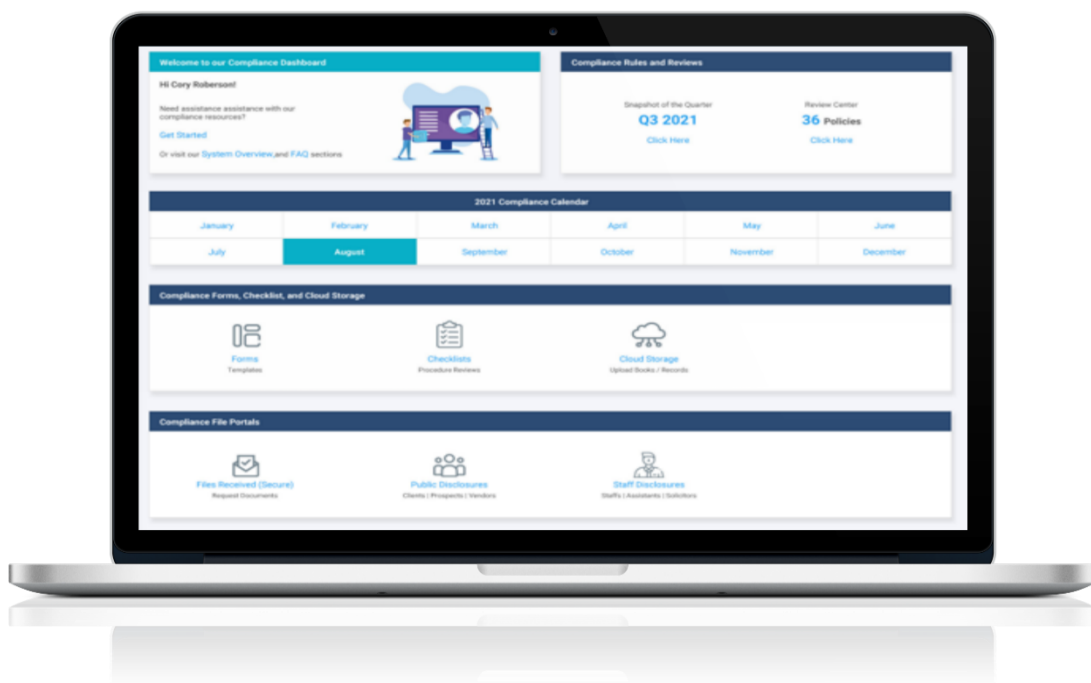 Welcome to our Compliance Dashboard
Hi Cory Roberson!
Need assistance assistance with our
compliance resources?
Get Started
Or visit our System Overview,and FAQ sections
Compliance Rules and Reviews
Snapshot of the Quarter
Q3 2021
Click Here
Review Center
36 Policies
Click Here
2021 Compliance Calendar
January February March April May June
July August September October November December
Compliance Forms, Checklist, and Cloud Storage
Forms
Templates
Checklists
Procedure Reviews
Cloud Storage
Upload Books / Records
Compliance File Portals
Files Received (Secure)
Request Documents
Public Disclosures
Clients | Prospects | Vendors
Staff Disclosures
Staffs | Assistants | Solicitors